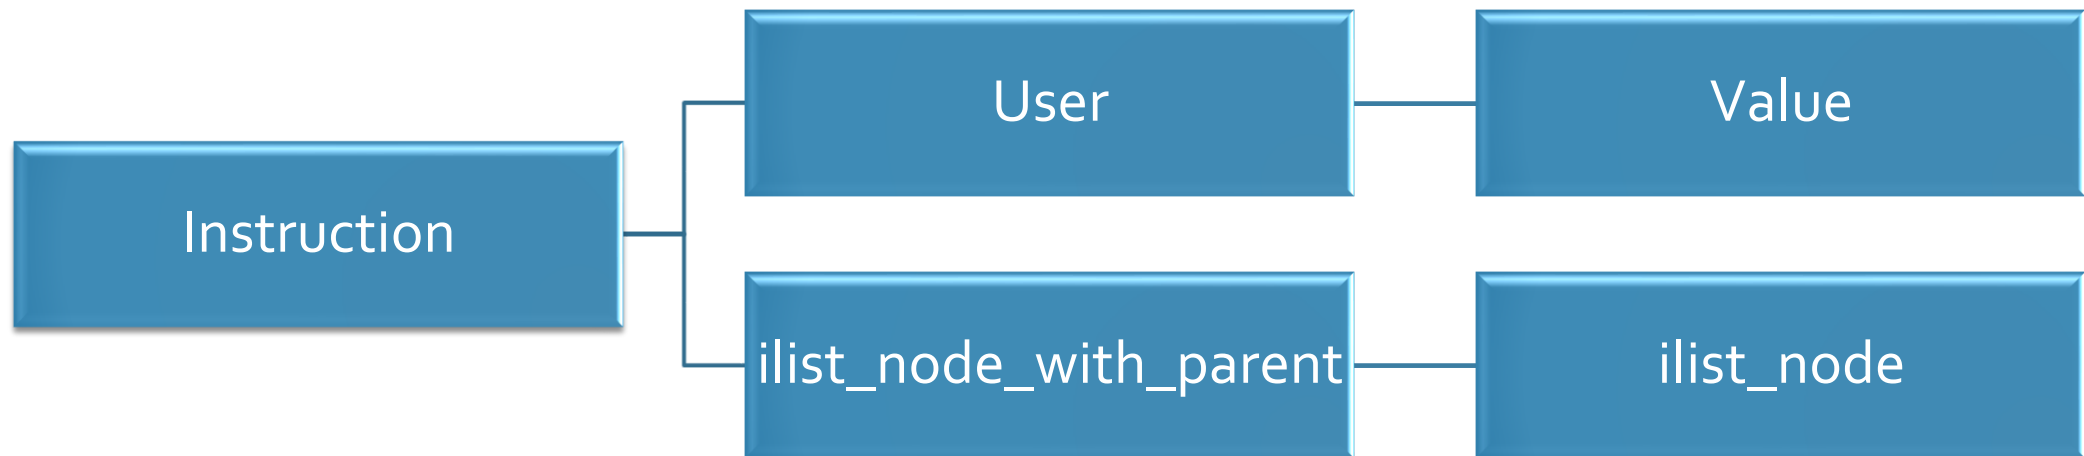 User
Value
Instruction
ilist_node_with_parent
ilist_node